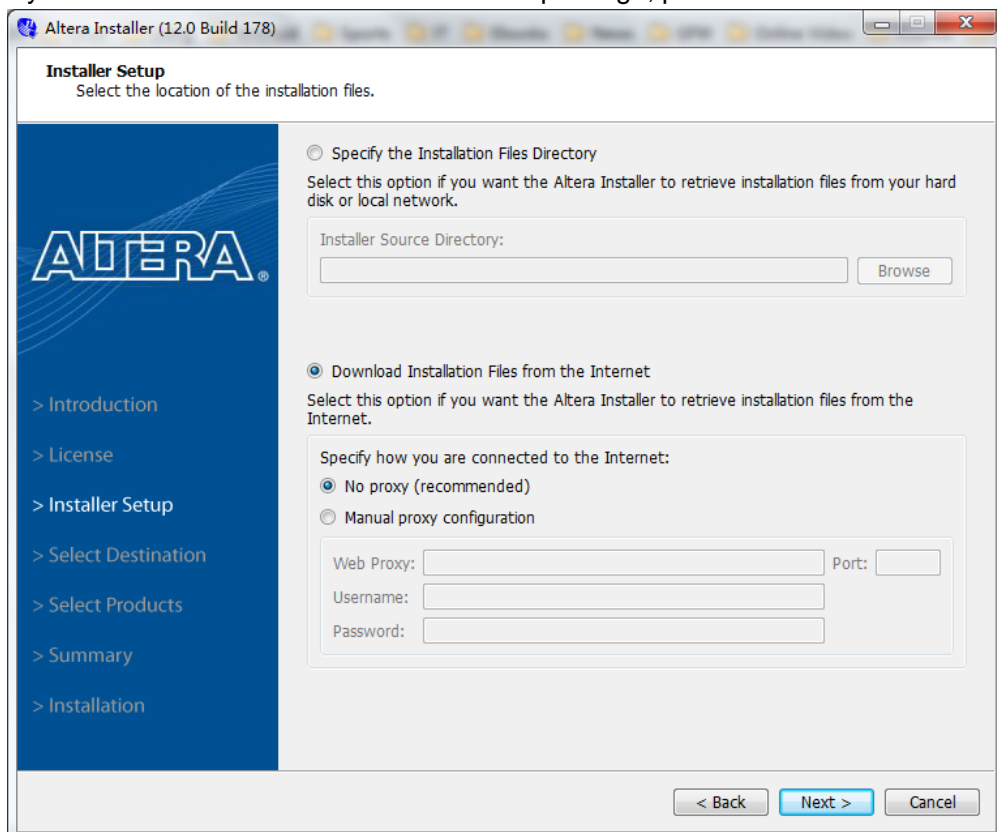 Altera Installer (12.0 Build 178)
Installer Setup
Select the location of the installation files.
Specify the Installation Files Directory
Select this option if you want the Altera Installer to retrieve installation files from your hard
disk or local network.
Installer Source Directory:
Browse
ALTERA®
Download Installation Files from the Internet
Select this option if you want the Altera Installer to retrieve installation files from the
Internet.
Specify how you are connected to the Internet:
No proxy (recommended)
Manual proxy configuration
Web Proxy: Port:
Username:
Password:
> Introduction
> License
> Installer Setup
> Select Destination
> Select Products
> Summary
> Installation
< Back Next > Cancel